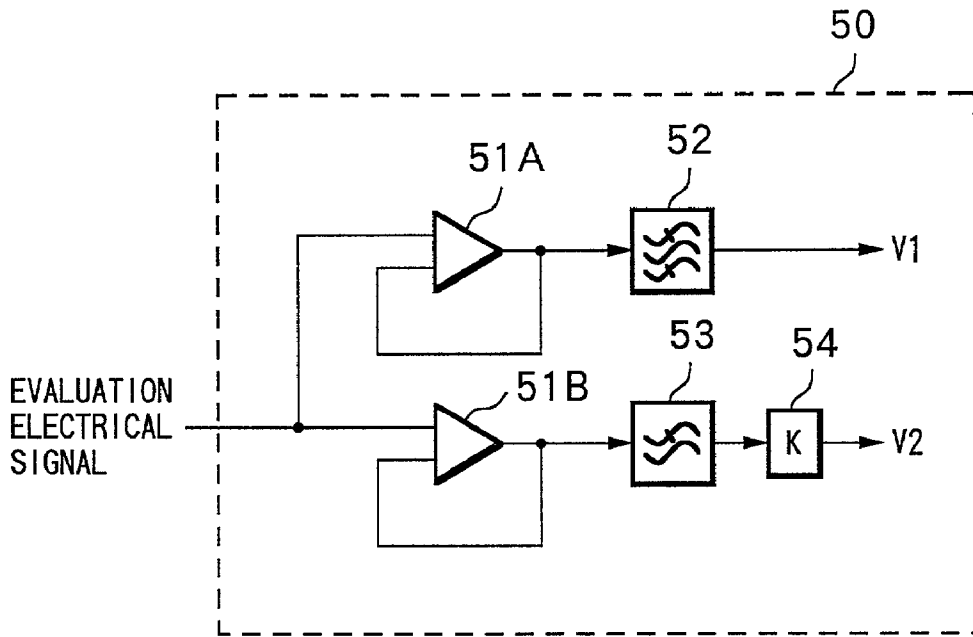 50
51A
52
V1
53
54
EVALUATION
ELECTRICAL
SIGNAL
51B
K
V2